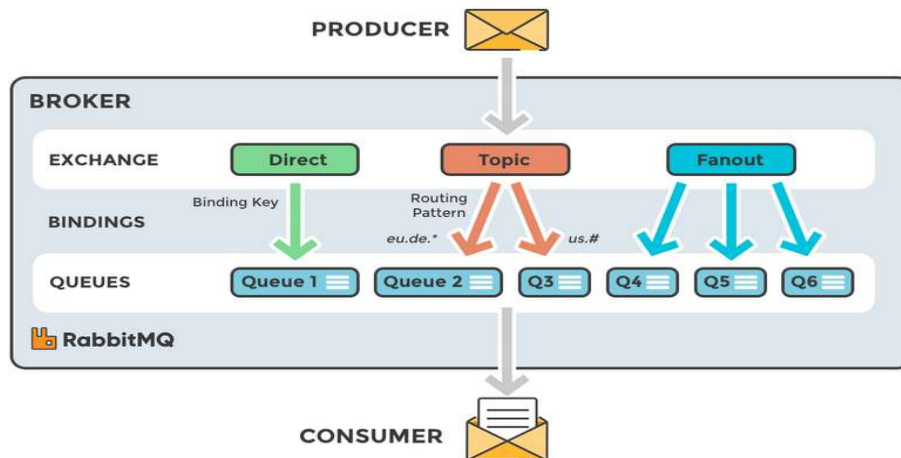 PRODUCER
BROKER
EXCHANGE
Direct
Topic
Fanout
Binding Key
Routing
Pattern
BINDINGS
eu.de.*
us.#
QUEUES
Queue 1
Queue 2
Q3
Q4
Q5
Q6
RabbitMQ
CONSUMER